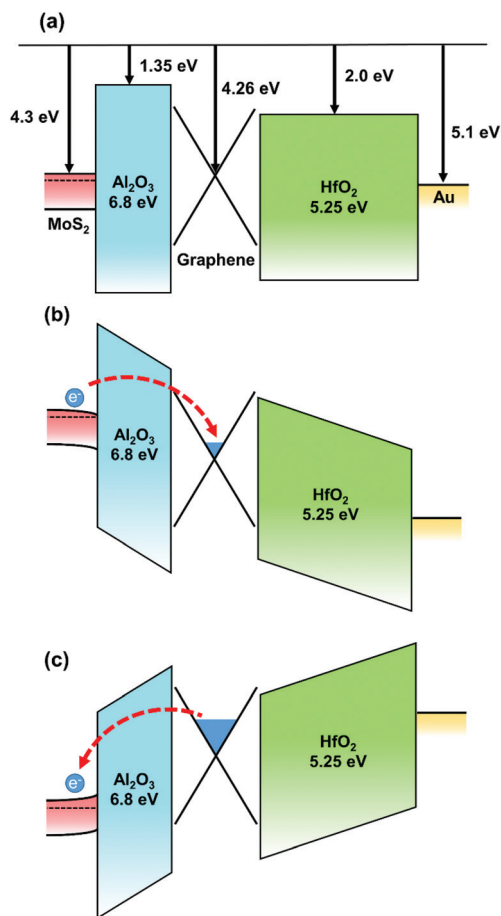 (a)
1.35 eV
4.26 eV
2.0 eV
4.3 eV
5.1 eV
Al₂O₃
6.8 eV
HfO₂
5.25 eV
Au
MoS₂
Graphene
(b)
e⁻
Al₂O₃
6.8 eV
HfO₂
5.25 eV
(c)
e⁻
Al₂O₃
6.8 eV
HfO₂
5.25 eV